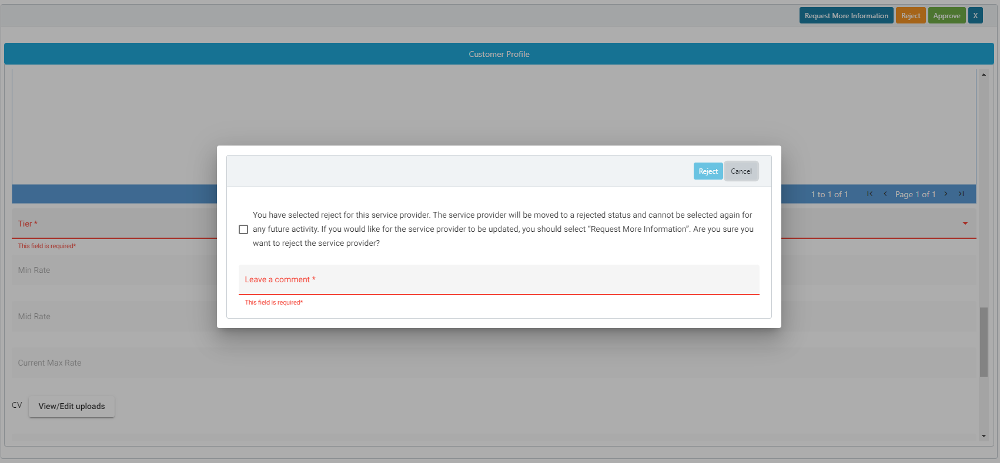 Request More Information
Reject
Approve
X
Customer Profile
1 to 1 of 1
Page 1 of 1
Tier *
This field is required*
Min Rate
Mid Rate
Current Max Rate
CV
View/Edit uploads
Reject
Cancel
You have selected reject for this service provider. The service provider will be moved to a rejected status and cannot be selected again for
any future activity. If you would like for the service provider to be updated, you should select “Request More Information”. Are you sure you
want to reject the service provider?
Leave a comment *
This field is required*